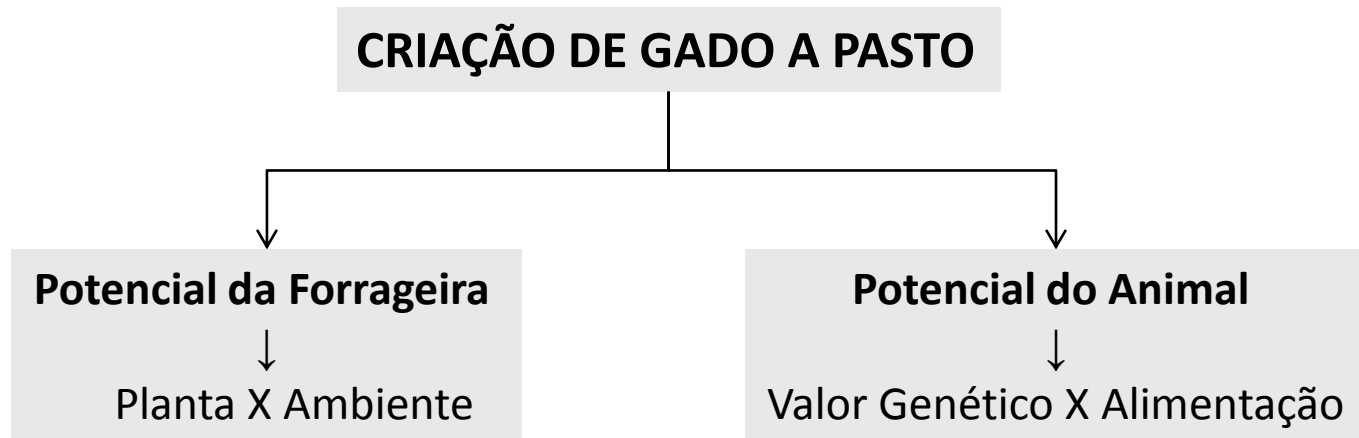 CRIAÇÃO DE GADO A PASTO
Potencial da Forrageira
↓
Planta X Ambiente
Potencial do Animal
↓
Valor Genético X Alimentação